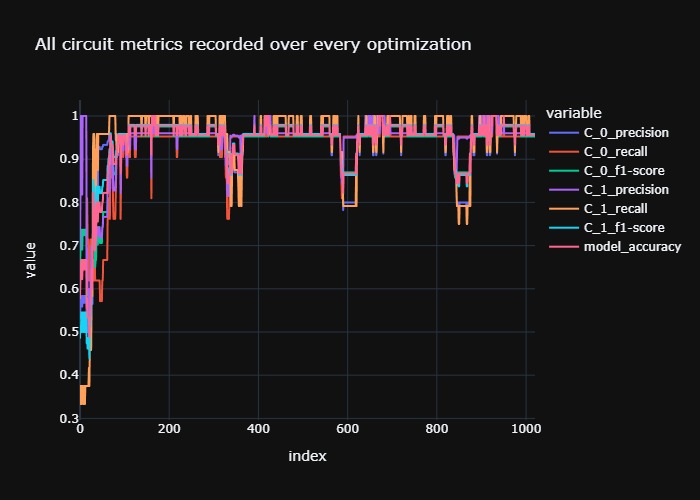 All circuit metrics recorded over every optimization
variable
C_0_precision
C_0_recall
C_0_f1-score
C_1_precision
C_1_recall
C_1_f1-score
model_accuracy
value
1
0.9
0.8
0.7
0.6
0.5
0.4
0.3
0 200 400 600 800 1000
index